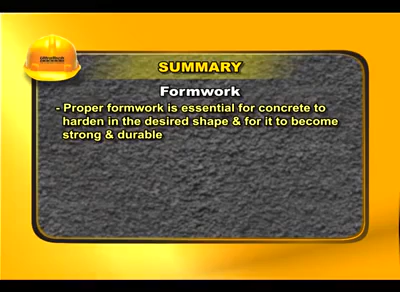 SUMMARY
Formwork
- Proper formwork is essential for concrete to
harden in the desired shape & for it to become
strong & durable